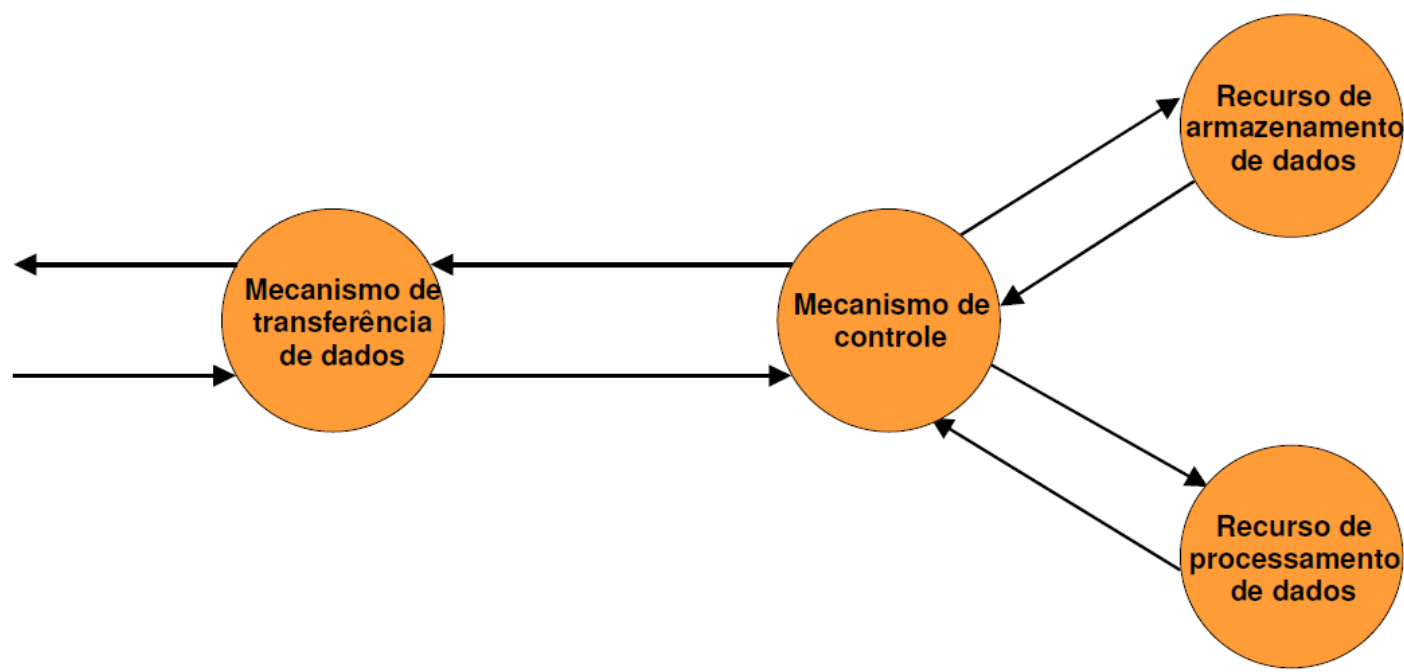 Recurso de
armazenamento
de dados
Mecanismo de
transferência
de dados
Mecanismo de
controle
Recurso de
processamento
de dados